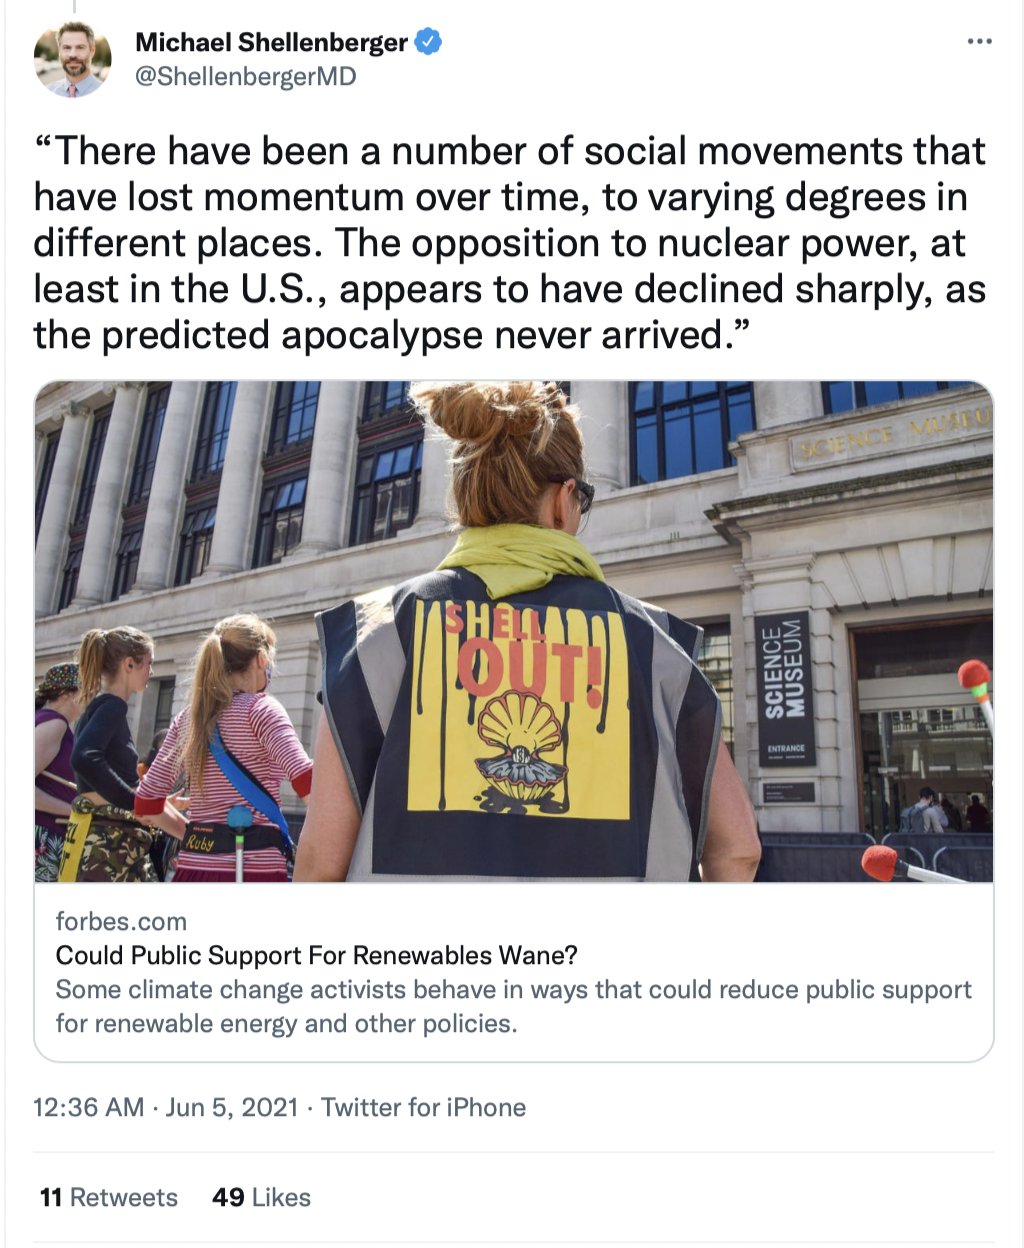 Michael Shellenberger
@ShellenbergerMD
“There have been a number of social movements that
have lost momentum over time, to varying degrees in
different places. The opposition to nuclear power, at
least in the U.S., appears to have declined sharply, as
the predicted apocalypse never arrived.”
SCIENCE MUSEU
SHELL
OUT!
SCIENCE
MUSEUM
ENTRANCE
Ruby
forbes.com
Could Public Support For Renewables Wane?
Some climate change activists behave in ways that could reduce public support
for renewable energy and other policies.
12:36 AM · Jun 5, 2021 · Twitter for iPhone
11 Retweets 49 Likes